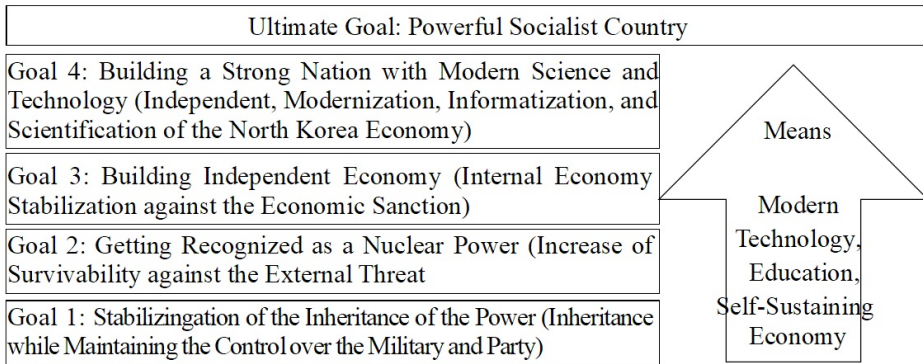 Ultimate Goal: Powerful Socialist Country
Goal 4: Building a Strong Nation with Modern Science and
Technology (Independent, Modernization, Informatization, and
Scientification of the North Korea Economy)
Goal 3: Building Independent Economy (Internal Economy
Stabilization against the Economic Sanction)
Goal 2: Getting Recognized as a Nuclear Power (Increase of
Survivability against the External Threat
Goal 1: Stabilizingation of the Inheritance of the Power (Inheritance
while Maintaining the Control over the Military and Party)
Means
Modern
Technology,
Education,
Self-Sustaining
Economy